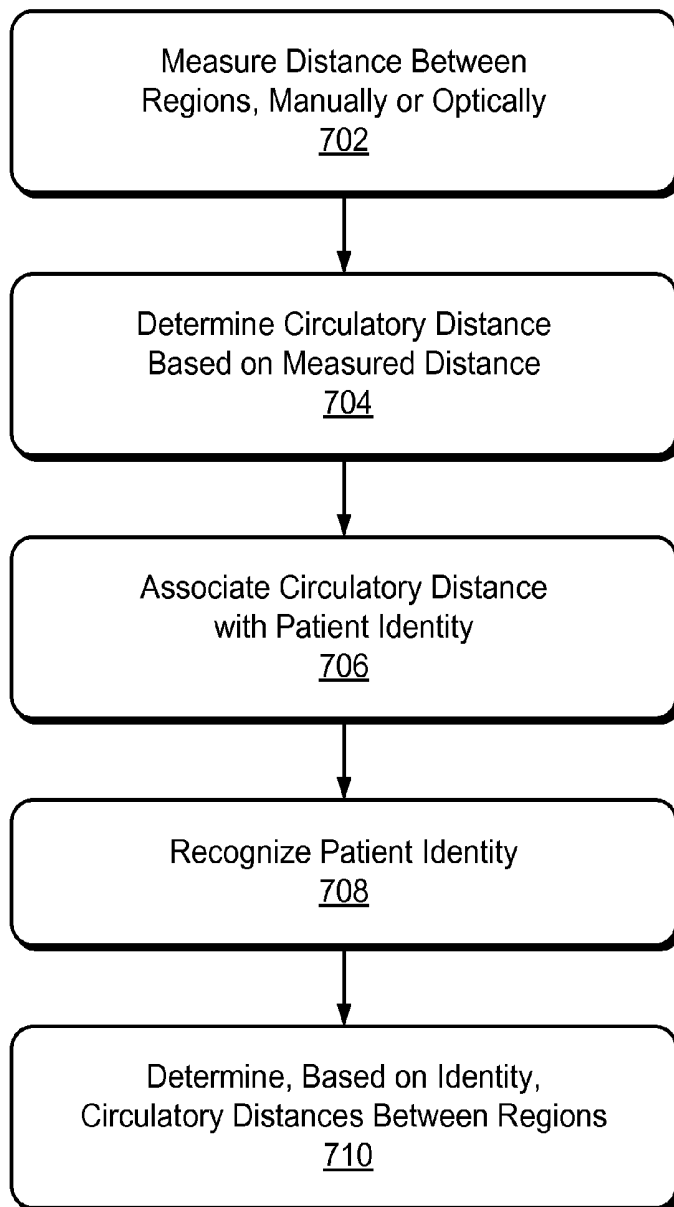 Measure Distance Between
Regions, Manually or Optically
702
Determine Circulatory Distance
Based on Measured Distance
704
Associate Circulatory Distance
with Patient Identity
706
Recognize Patient Identity
708
Determine, Based on Identity,
Circulatory Distances Between Regions
710